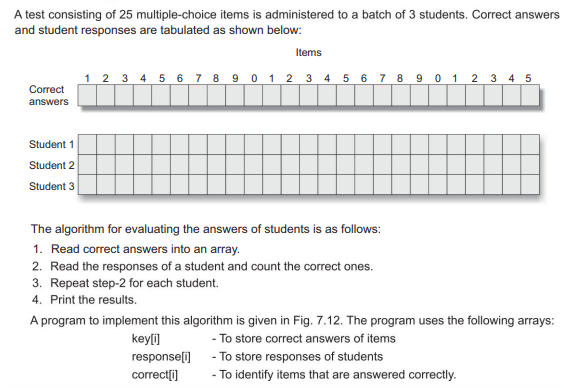 A test consisting of 25 multiple-choice items is administered to a batch of 3 students. Correct answers
and student responses are tabulated as shown below:
Items
1 2 3 4 5 6 7 8 9 0 1 2 3 4 5 6 7 8 9 0 1 2 3 4 5
Correct
answers
Student 1
Student 2
Student 3
The algorithm for evaluating the answers of students is as follows:
1. Read correct answers into an array.
2. Read the responses of a student and count the correct ones.
3. Repeat step-2 for each student.
4. Print the results.
A program to implement this algorithm is given in Fig. 7.12. The program uses the following arrays:
key[i] - To store correct answers of items
response[i] - To store responses of students
correct[i] - To identify items that are answered correctly.